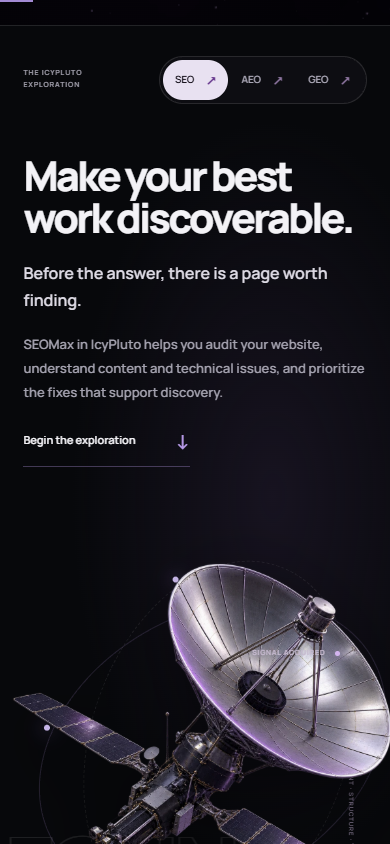 THE ICYPLUTO
EXPLORATION
SEO ↗
AEO ↗
GEO ↗
Make your best
work discoverable.
Before the answer, there is a page worth
finding.
SEOMax in IcyPluto helps you audit your website,
understand content and technical issues, and prioritize
the fixes that support discovery.
Begin the exploration ↓
SIGNAL
STRUCTURE